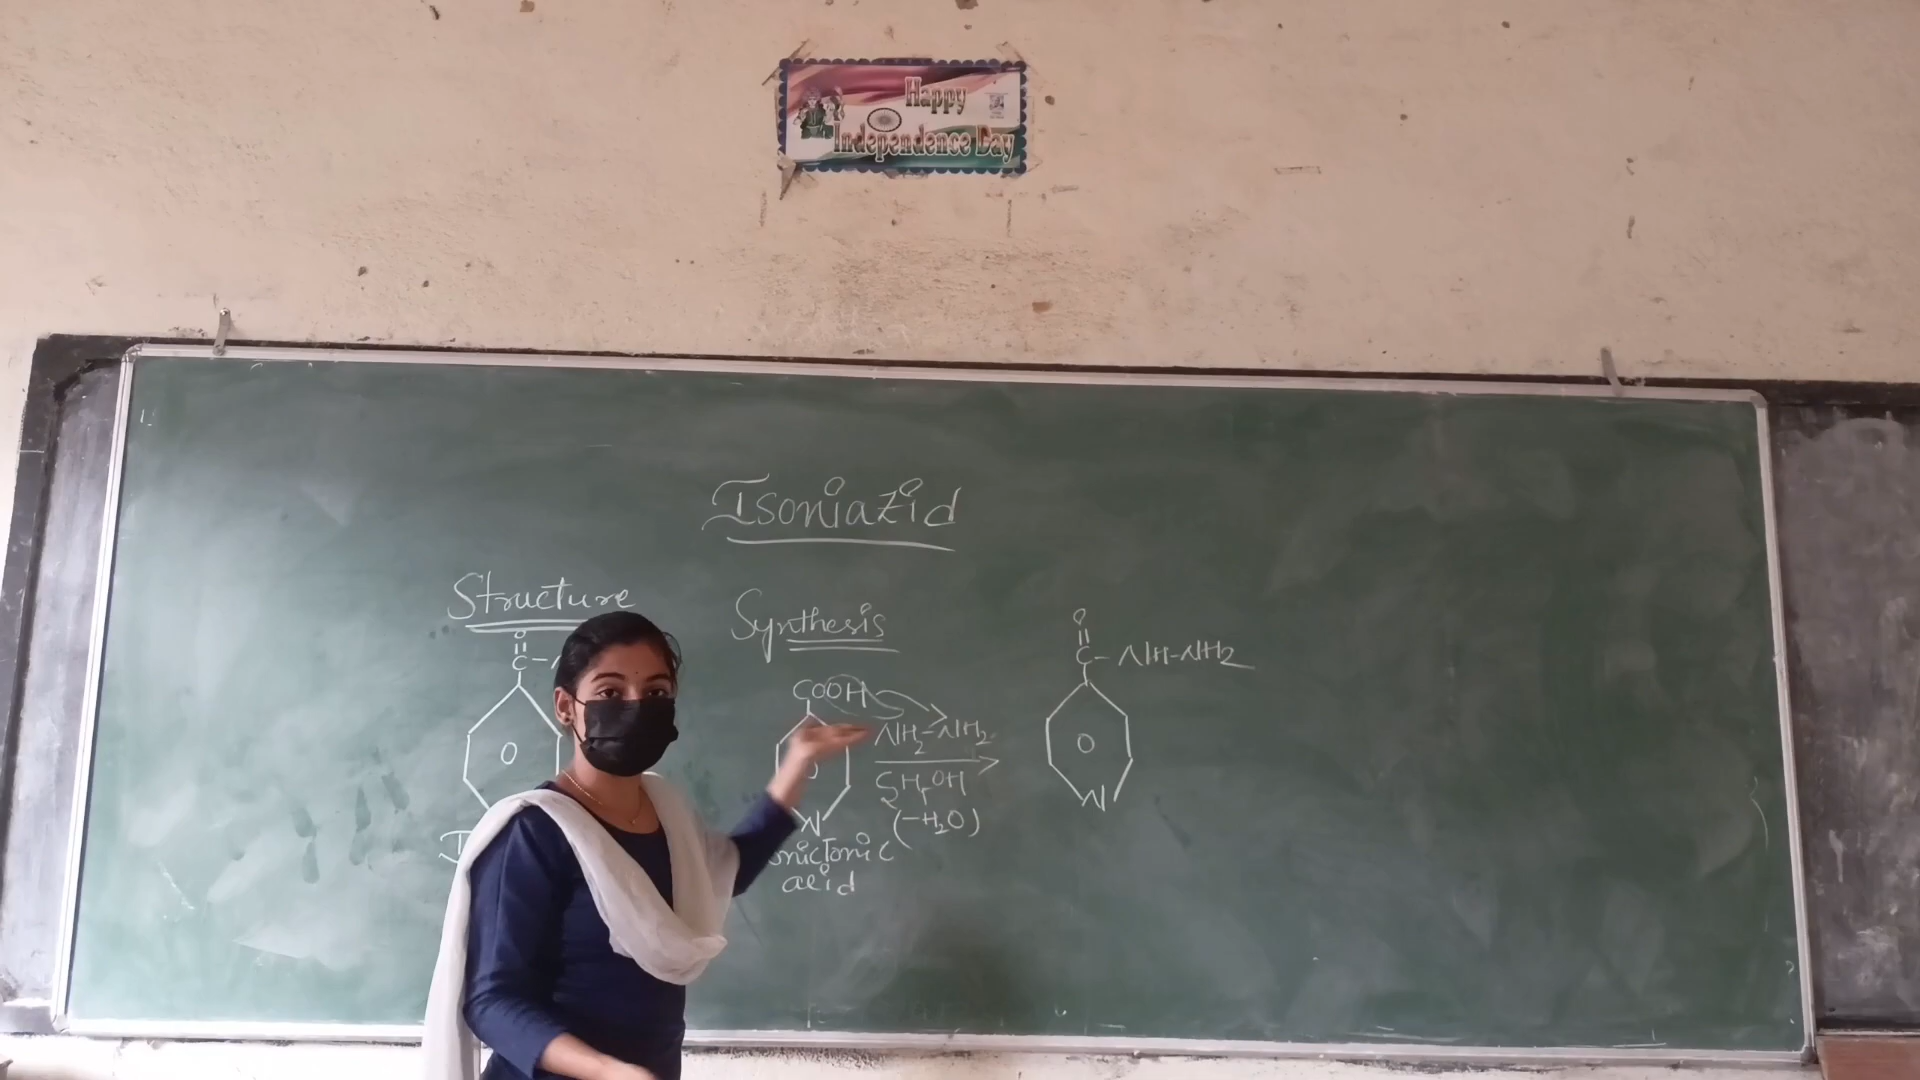 Happy
Independence Day
Isoniazid
Structure
O
C-
O
Synthesis
COOH
NH2-NH2
C2H5OH
(-H2O)
N
acid
O
C-NH-NH2
O
N